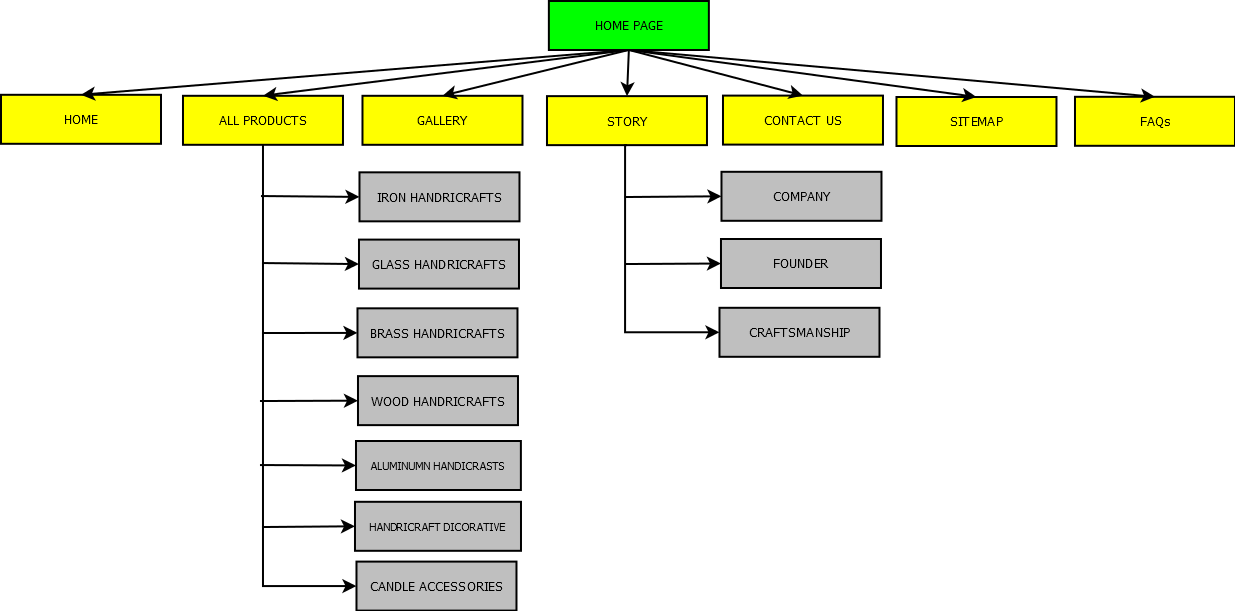 HOME PAGE
HOME
ALL PRODUCTS
GALLERY
STORY
CONTACT US
SITEMAP
FAQs
IRON HANDRICRAFTS
GLASS HANDRICRAFTS
BRASS HANDRICRAFTS
WOOD HANDRICRAFTS
ALUMINUMN HANDICRASTS
HANDRICRAFT DICORATIVE
CANDLE ACCESSORIES
COMPANY
FOUNDER
CRAFTSMANSHIP